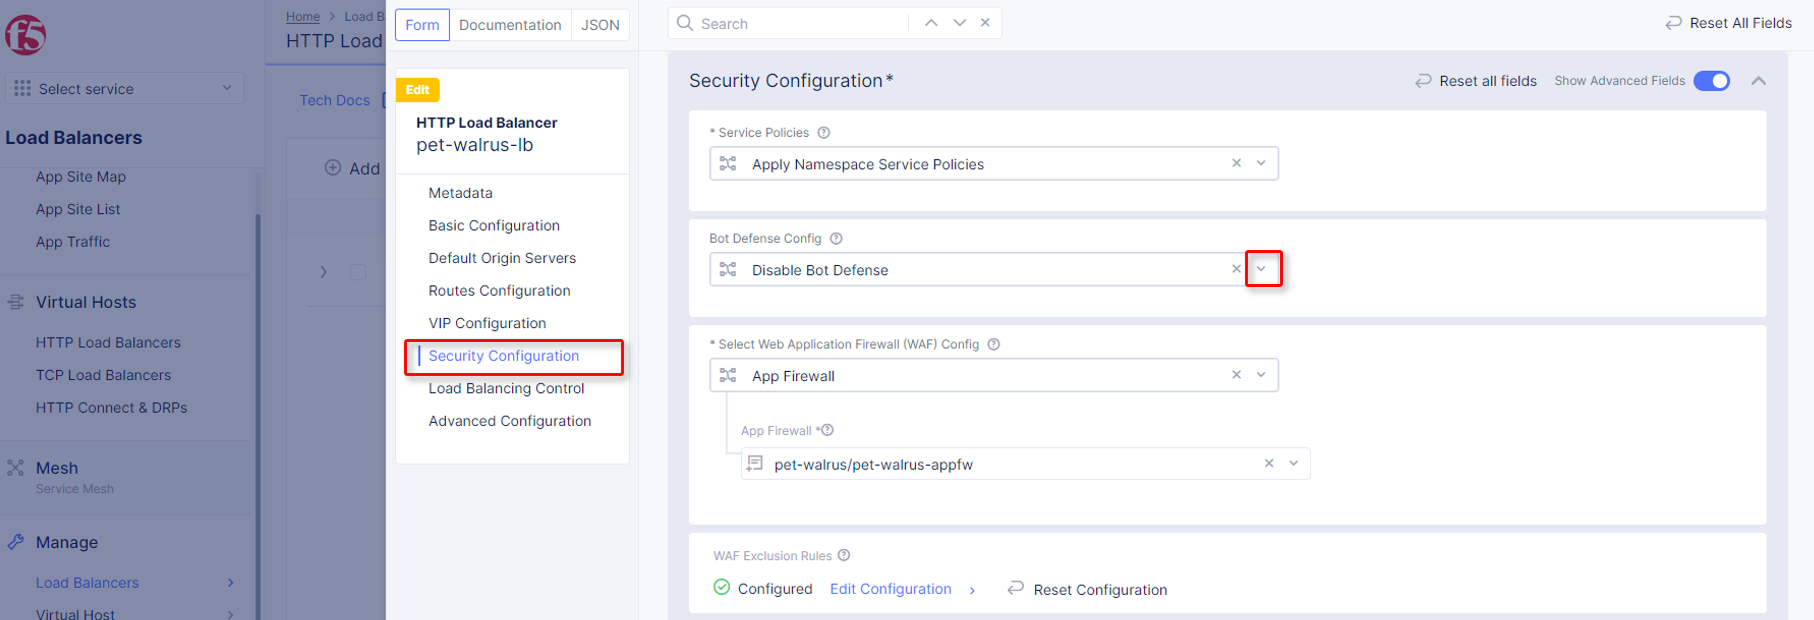 f5
Select service
Load Balancers
App Site Map
App Site List
App Traffic
Virtual Hosts
HTTP Load Balancers
TCP Load Balancers
HTTP Connect & DRPs
Mesh
Service Mesh
Manage
Load Balancers
Virtual Host
Home > Load B
HTTP Load
Tech Docs
Add
Form
Documentation
JSON
Edit
HTTP Load Balancer
pet-walrus-lb
Metadata
Basic Configuration
Default Origin Servers
Routes Configuration
VIP Configuration
Security Configuration
Load Balancing Control
Advanced Configuration
Search
Reset All Fields
Security Configuration*
Reset all fields
Show Advanced Fields
* Service Policies
Apply Namespace Service Policies
Bot Defense Config
Disable Bot Defense
* Select Web Application Firewall (WAF) Config
App Firewall
App Firewall *
pet-walrus/pet-walrus-appfw
WAF Exclusion Rules
Configured
Edit Configuration
Reset Configuration